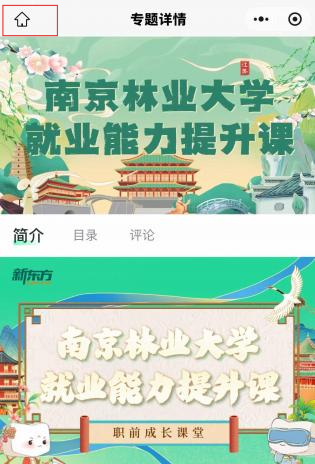 专题详情
江苏
南京林业大学
就业能力提升课
简介
目录
评论
新东方
南京林业大学
就业能力提升课
职前成长课堂